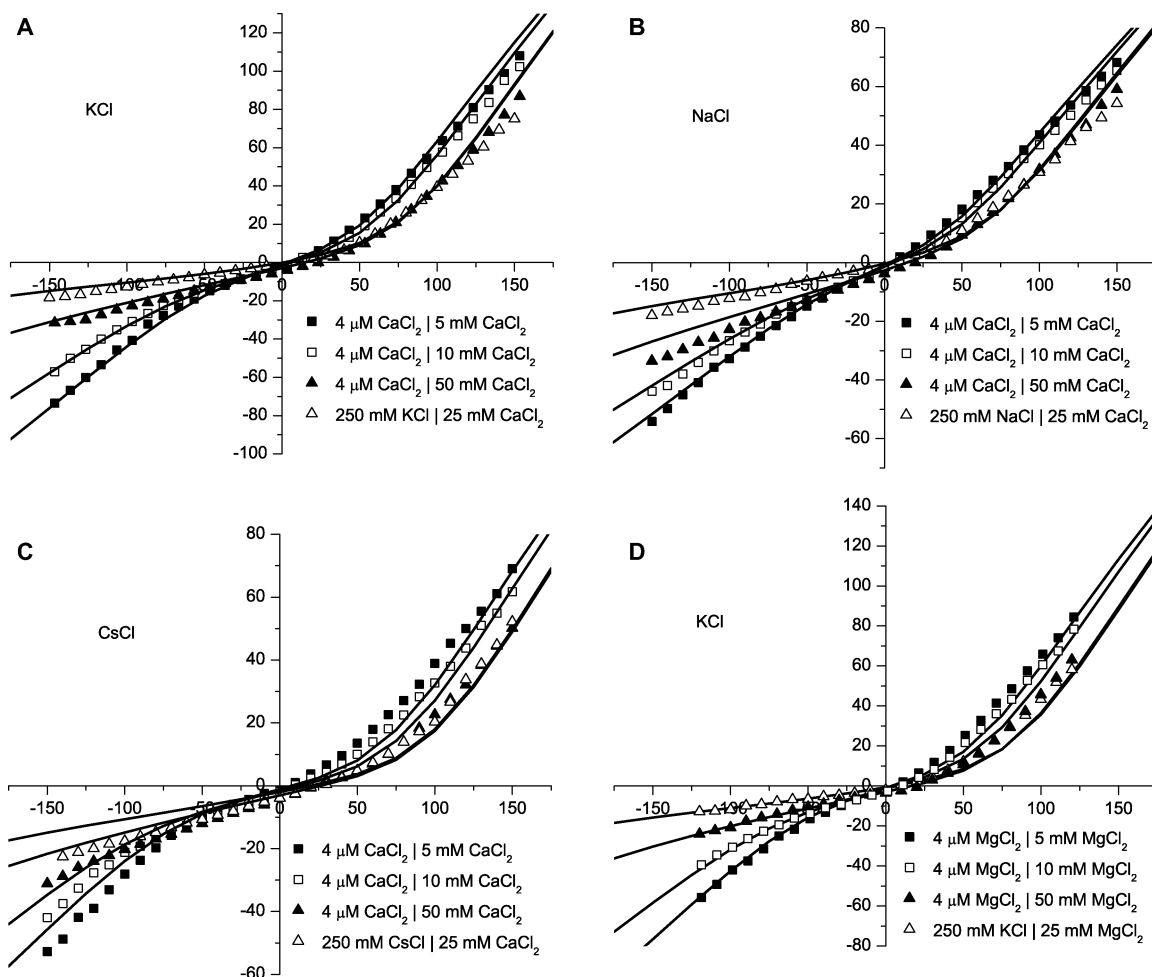 A
KCl
120
100
80
60
40
20
0
-20
-40
-60
-80
-100
-150 -100 -50 0 50 100 150
■ 4 μM CaCl₂ | 5 mM CaCl₂
□ 4 μM CaCl₂ | 10 mM CaCl₂
▲ 4 μM CaCl₂ | 50 mM CaCl₂
△ 250 mM KCl | 25 mM CaCl₂
B
NaCl
80
60
40
20
0
-20
-40
-60
-150 -100 -50 0 50 100 150
■ 4 μM CaCl₂ | 5 mM CaCl₂
□ 4 μM CaCl₂ | 10 mM CaCl₂
▲ 4 μM CaCl₂ | 50 mM CaCl₂
△ 250 mM NaCl | 25 mM CaCl₂
C
CsCl
80
60
40
20
0
-20
-40
-60
-150 -100 -50 0 50 100 150
■ 4 μM CaCl₂ | 5 mM CaCl₂
□ 4 μM CaCl₂ | 10 mM CaCl₂
▲ 4 μM CaCl₂ | 50 mM CaCl₂
△ 250 mM CsCl | 25 mM CaCl₂
D
KCl
140
120
100
80
60
40
20
0
-20
-40
-60
-80
-150 -100 -50 0 50 100 150
■ 4 μM MgCl₂ | 5 mM MgCl₂
□ 4 μM MgCl₂ | 10 mM MgCl₂
▲ 4 μM MgCl₂ | 50 mM MgCl₂
△ 250 mM KCl | 25 mM MgCl₂